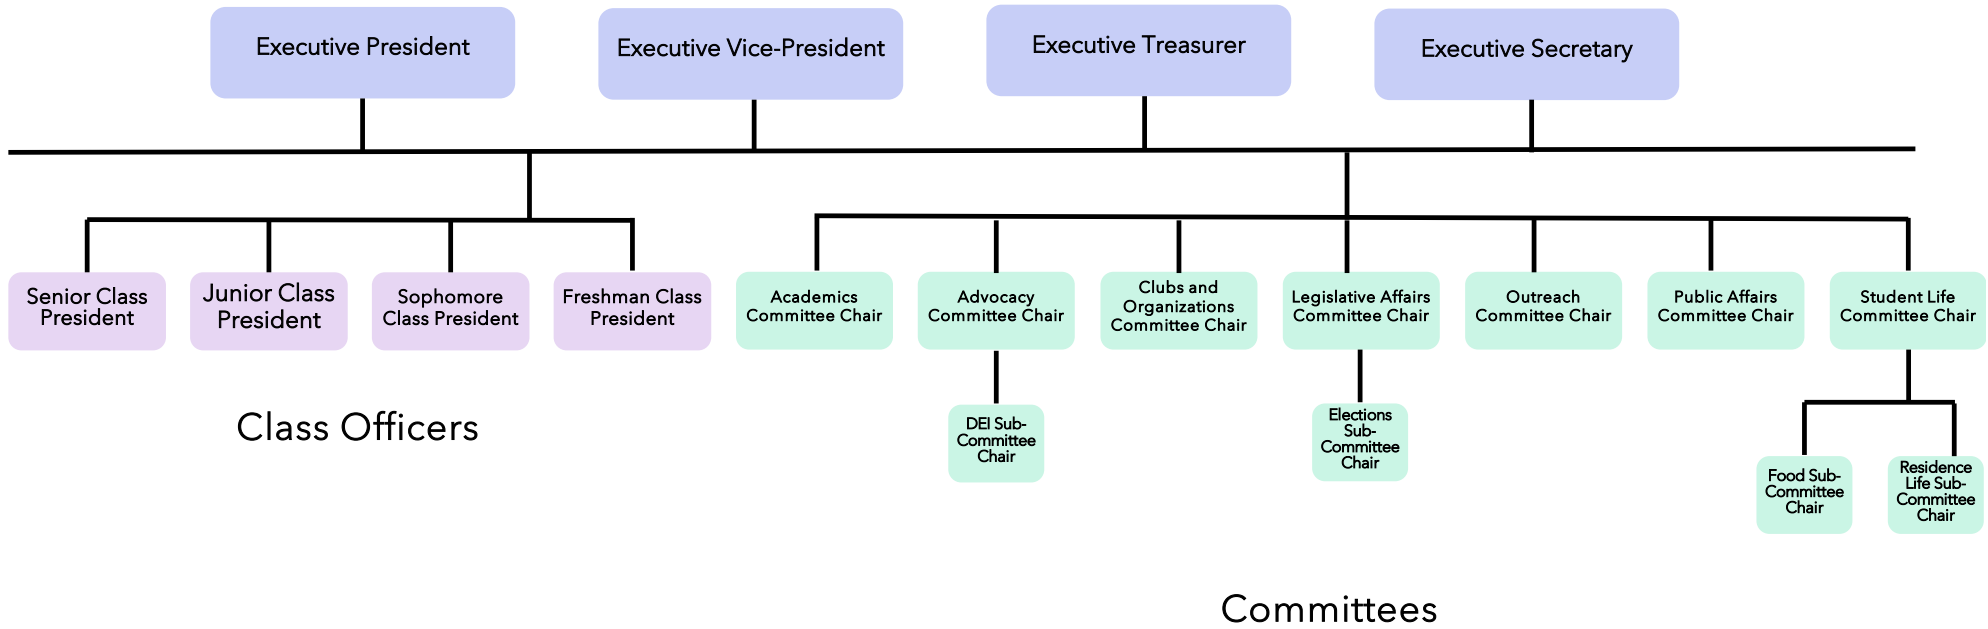 Executive President
Executive Vice-President
Executive Treasurer
Executive Secretary
Senior Class
President
Junior Class
President
Sophomore
Class President
Freshman Class
President
Academics
Committee Chair
Advocacy
Committee Chair
Clubs and
Organizations
Committee Chair
Legislative Affairs
Committee Chair
Outreach
Committee Chair
Public Affairs
Committee Chair
Student Life
Committee Chair
Class Officers
DEI Sub-
Committee
Chair
Elections
Sub-
Committee
Chair
Food Sub-
Committee
Chair
Residence
Life Sub-
Committee
Chair
Committees